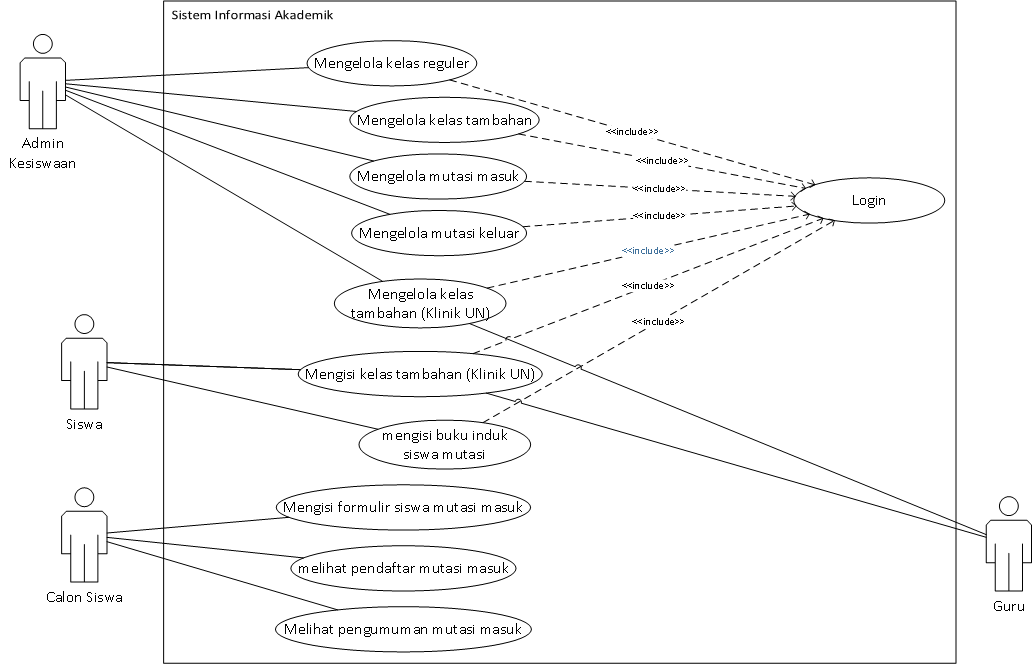 Sistem Informasi Akademik
Admin
Kesiswaan
Mengelola kelas reguler
Mengelola kelas tambahan
Mengelola mutasi masuk
Mengelola mutasi keluar
Mengelola kelas
tambahan (Klinik UN)
Mengisi kelas tambahan (Klinik UN)
mengisi buku induk
siswa mutasi
Mengisi formulir siswa mutasi masuk
melihat pendaftar mutasi masuk
Melihat pengumuman mutasi masuk
<<include>>
<<include>>
<<include>>
<<include>>
<<include>>
<<include>>
<<include>>
Login
Siswa
Calon Siswa
Guru